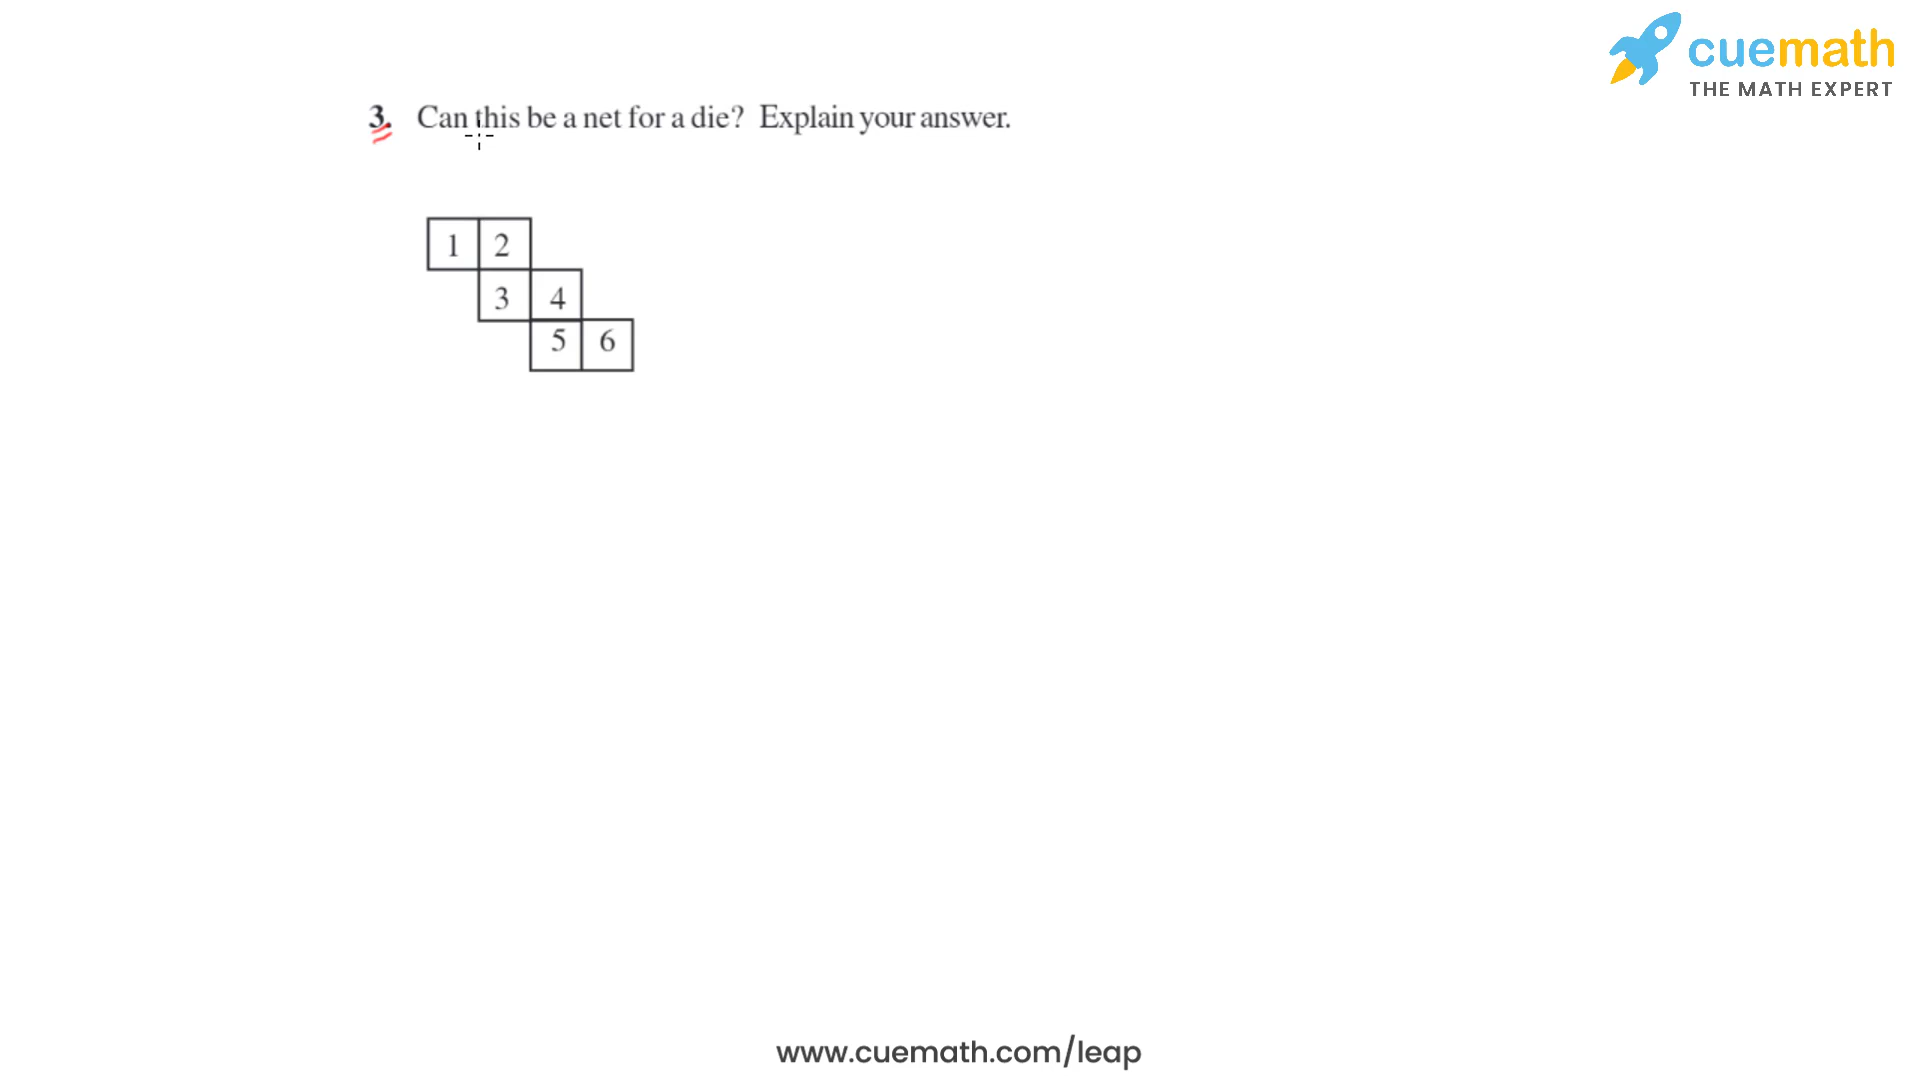 cuemath
THE MATH EXPERT
3. Can this be a net for a die? Explain your answer.
1 2
3 4
5 6
www.cuemath.com/leap